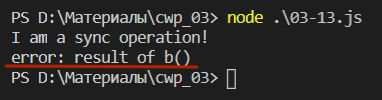 PS D:\Материалы\cwp_03> node .\03-13.js
I am a sync operation!
error: result of b()
PS D:\Материалы\cwp_03>